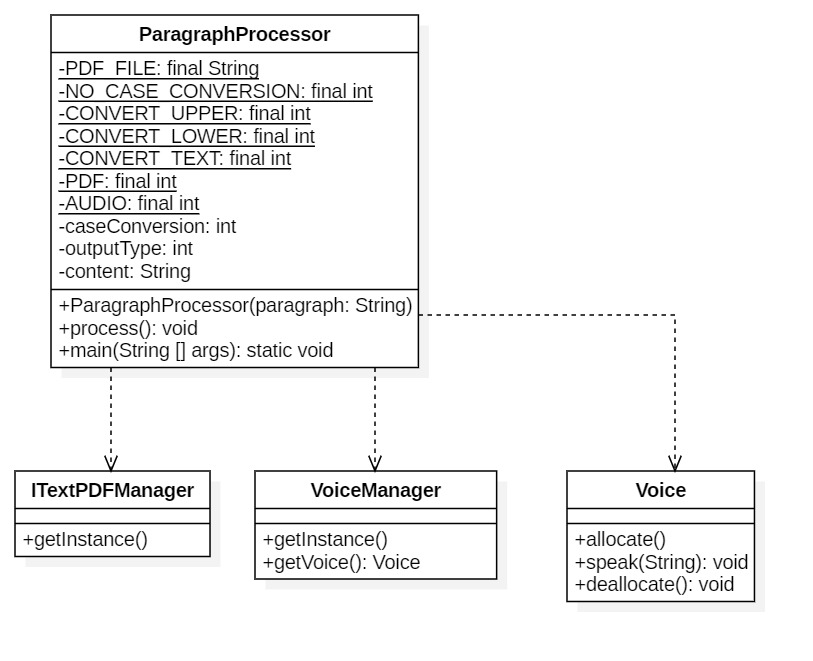 ParagraphProcessor
-PDF_FILE: final String
-NO_CASE_CONVERSION: final int
-CONVERT_UPPER: final int
-CONVERT_LOWER: final int
-CONVERT_TEXT: final int
-PDF: final int
-AUDIO: final int
-caseConversion: int
-outputType: int
-content: String
+ParagraphProcessor(paragraph: String)
+process(): void
+main(String [] args): static void
ITextPDFManager
+getInstance()
VoiceManager
+getInstance()
+getVoice(): Voice
Voice
+allocate()
+speak(String): void
+deallocate(): void